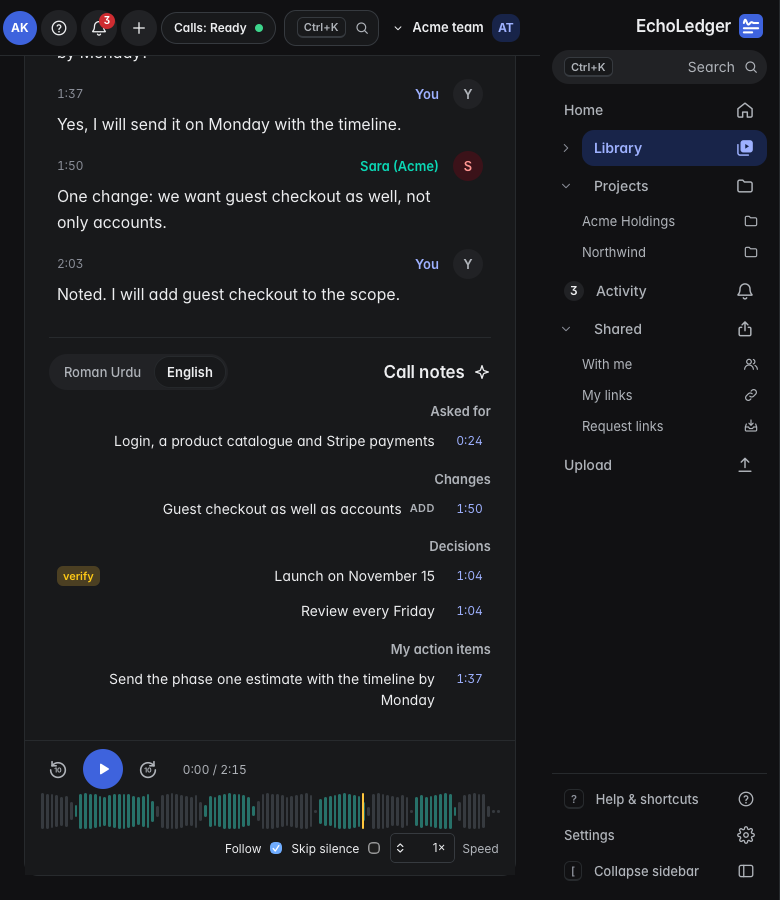 AK
3
Calls: Ready
Ctrl+K
Acme team
AT
EchoLedger
Ctrl+K
Search
Home
Library
Projects
Acme Holdings
Northwind
3
Activity
Shared
With me
My links
Request links
Upload
?
Help & shortcuts
Settings
[
Collapse sidebar
by Monday?
1:37
You
Y
Yes, I will send it on Monday with the timeline.
1:50
Sara (Acme)
S
One change: we want guest checkout as well, not
only accounts.
2:03
You
Y
Noted. I will add guest checkout to the scope.
Roman Urdu
English
Call notes
Asked for
Login, a product catalogue and Stripe payments
0:24
Changes
Guest checkout as well as accounts
ADD
1:50
Decisions
verify
Launch on November 15
1:04
Review every Friday
1:04
My action items
Send the phase one estimate with the timeline by
Monday
1:37
10
10
0:00 / 2:15
Follow
Skip silence
1×
Speed